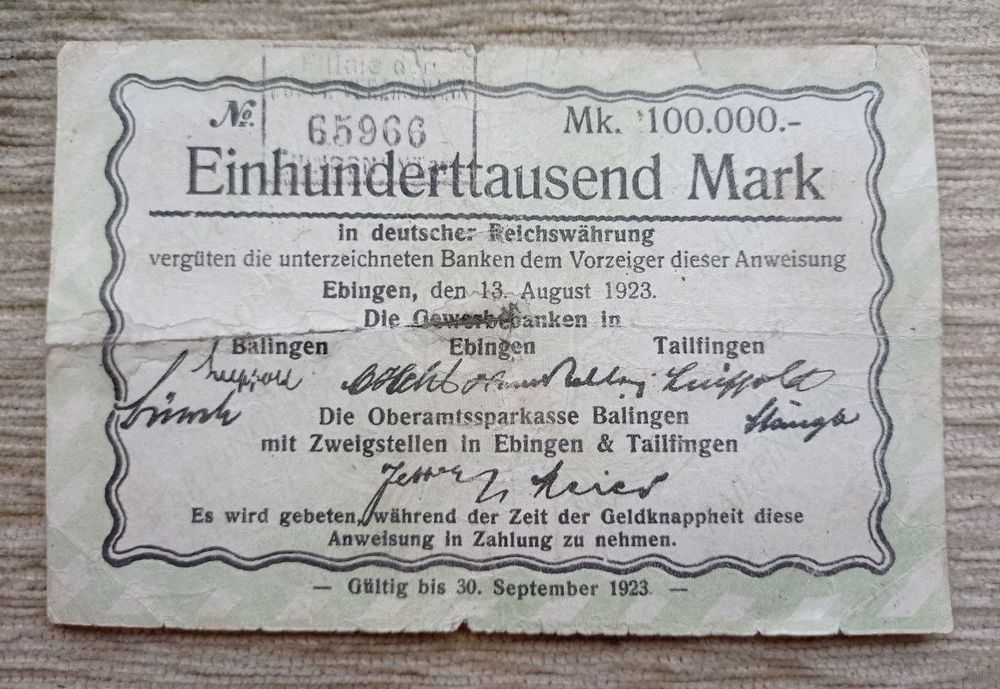 No. 65966 Mk. 100.000.-
Einhunderttausend Mark
in deutscher Reichswährung
vergüten die unterzeichneten Banken dem Vorzeiger dieser Anweisung
Ebingen, den 13. August 1923.
Die Gewerbebanken in
Balingen Ebingen Tailfingen
Die Oberamtssparkasse Balingen
mit Zweigstellen in Ebingen & Tailfingen
Es wird gebeten, während der Zeit der Geldknappheit diese
Anweisung in Zahlung zu nehmen.
— Gültig bis 30. September 1923. —